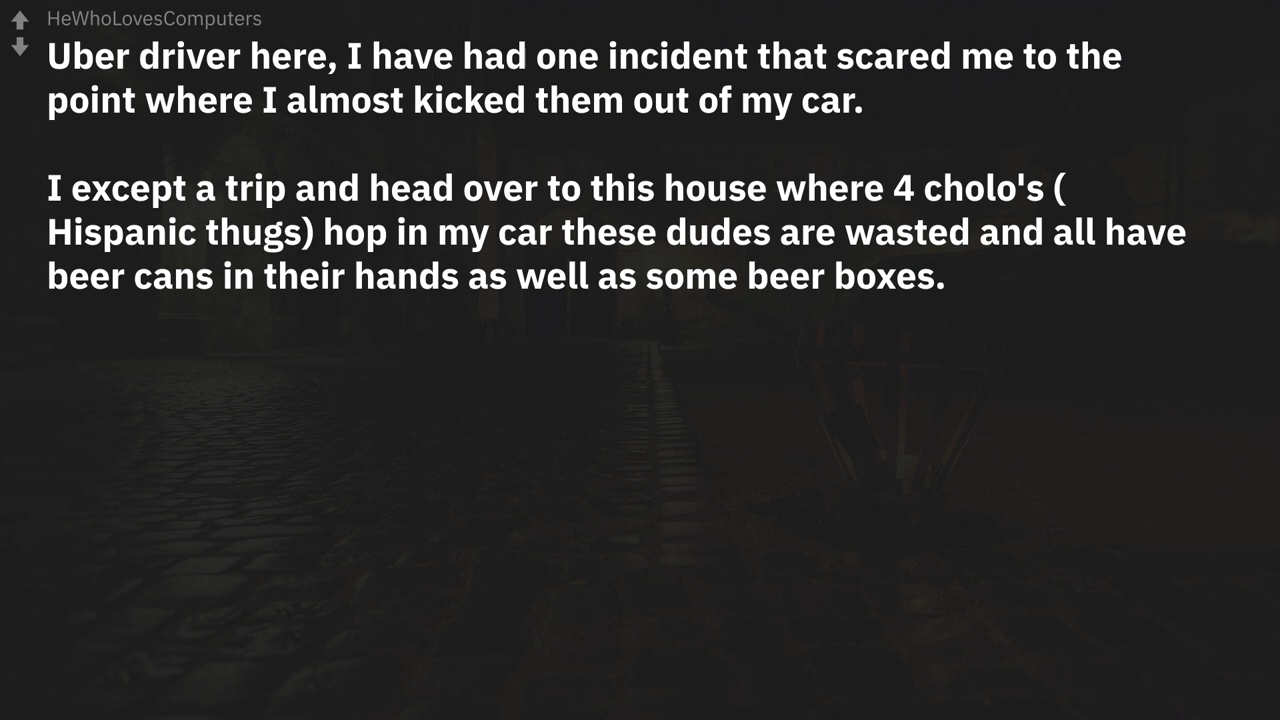 HeWhoLovesComputers
Uber driver here, I have had one incident that scared me to the
point where I almost kicked them out of my car.
I except a trip and head over to this house where 4 cholo's (
Hispanic thugs) hop in my car these dudes are wasted and all have
beer cans in their hands as well as some beer boxes.